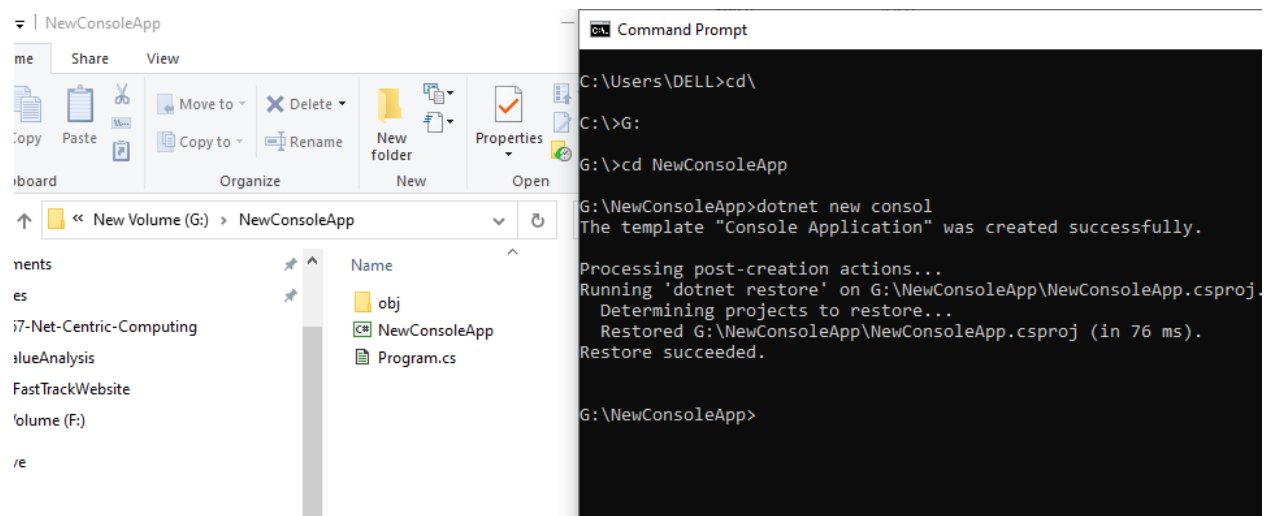 NewConsoleApp
me Share View
Copy Paste Move to Copy to Delete Rename New folder Properties
board Organize New Open
« New Volume (G:) › NewConsoleApp
ments
es
67-Net-Centric-Computing
alueAnalysis
FastTrackWebsite
Volume (F:)
ve
Name
obj
NewConsoleApp
Program.cs
Command Prompt
C:\Users\DELL>cd\
C:\>G:
G:\>cd NewConsoleApp
G:\NewConsoleApp>dotnet new consol
The template "Console Application" was created successfully.
Processing post-creation actions...
Running 'dotnet restore' on G:\NewConsoleApp\NewConsoleApp.csproj.
Determining projects to restore...
Restored G:\NewConsoleApp\NewConsoleApp.csproj (in 76 ms).
Restore succeeded.
G:\NewConsoleApp>